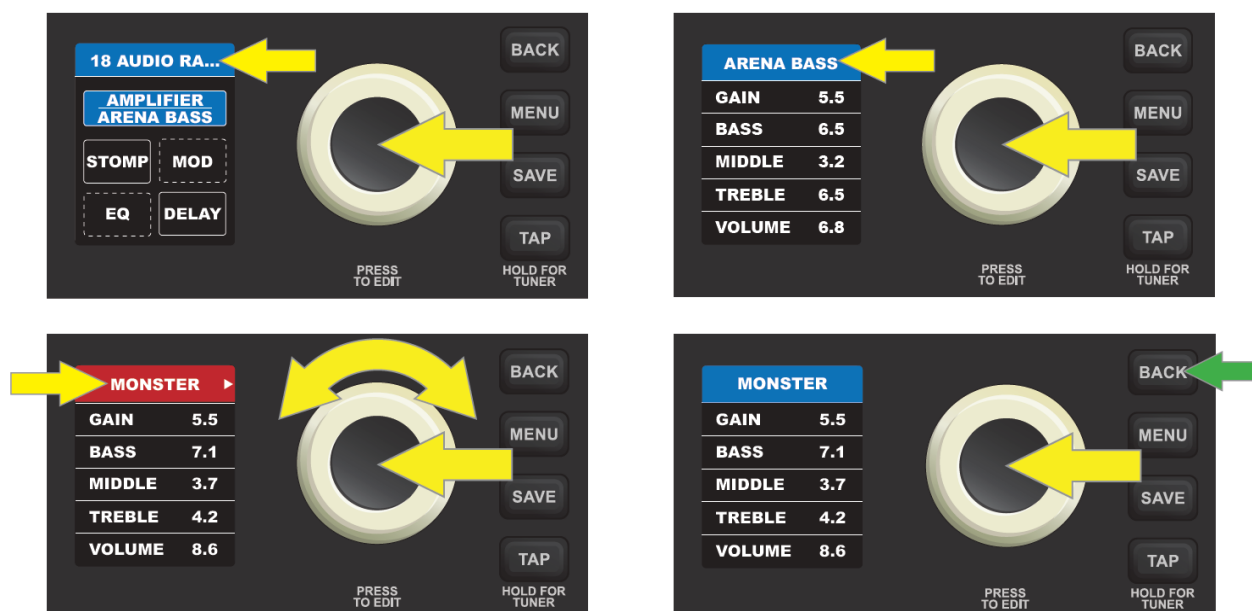 18 AUDIO RA...
AMPLIFIER
ARENA BASS
STOMP MOD
EQ DELAY
PRESS
TO EDIT
BACK
MENU
SAVE
TAP
HOLD FOR
TUNER
ARENA BASS
GAIN 5.5
BASS 6.5
MIDDLE 3.2
TREBLE 6.5
VOLUME 6.8
PRESS
TO EDIT
BACK
MENU
SAVE
TAP
HOLD FOR
TUNER
MONSTER
GAIN 5.5
BASS 7.1
MIDDLE 3.7
TREBLE 4.2
VOLUME 8.6
PRESS
TO EDIT
BACK
MENU
SAVE
TAP
HOLD FOR
TUNER
MONSTER
GAIN 5.5
BASS 7.1
MIDDLE 3.7
TREBLE 4.2
VOLUME 8.6
PRESS
TO EDIT
BACK
MENU
SAVE
TAP
HOLD FOR
TUNER